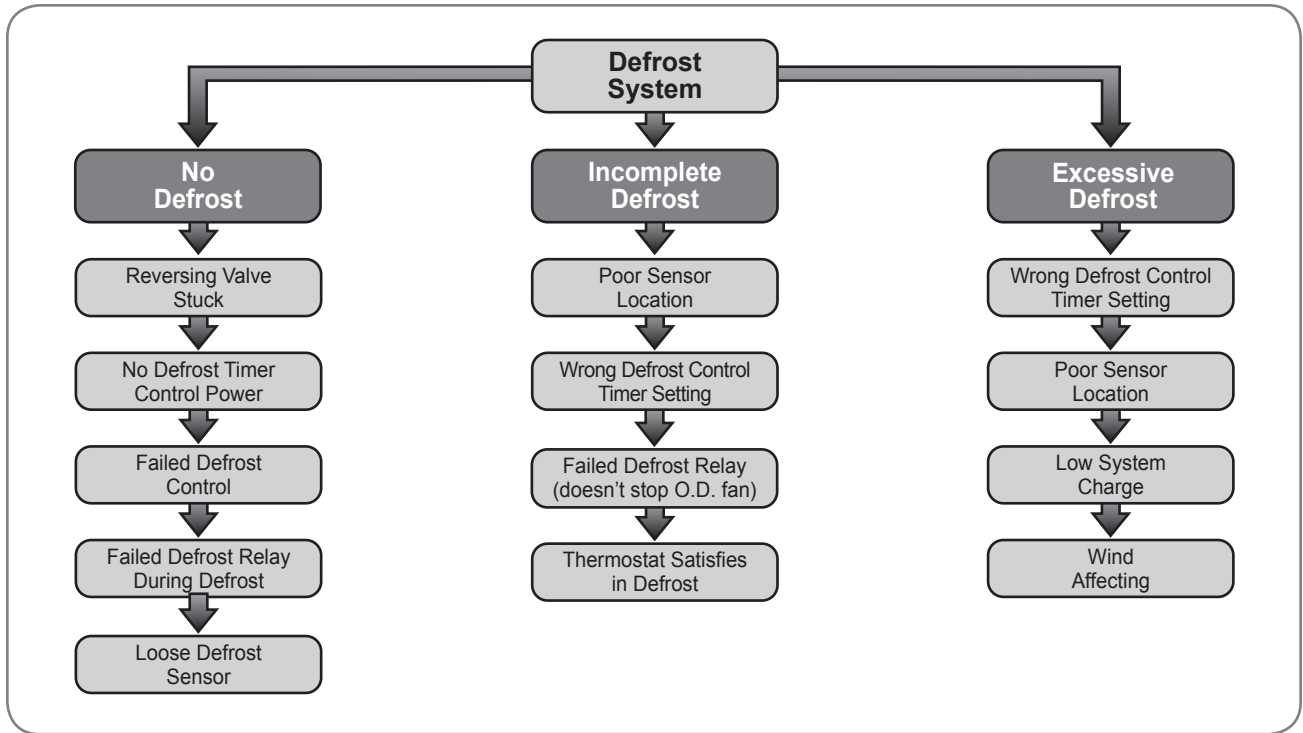 Defrost
System
No
Defrost
Reversing Valve
Stuck
No Defrost Timer
Control Power
Failed Defrost
Control
Failed Defrost Relay
During Defrost
Loose Defrost
Sensor
Incomplete
Defrost
Poor Sensor
Location
Wrong Defrost Control
Timer Setting
Failed Defrost Relay
(doesn't stop O.D. fan)
Thermostat Satisfies
in Defrost
Excessive
Defrost
Wrong Defrost Control
Timer Setting
Poor Sensor
Location
Low System
Charge
Wind
Affecting